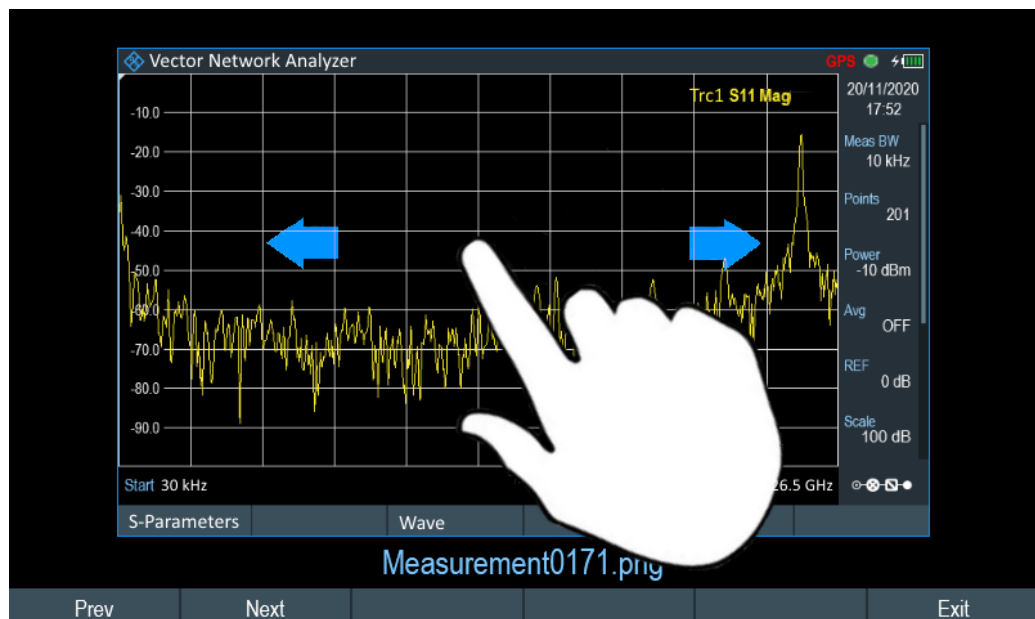 Vector Network Analyzer
GPS
Trc1 S11 Mag
20/11/2020
17:52
-10.0
-20.0
-30.0
-40.0
-50.0
-60.0
-70.0
-80.0
-90.0
Meas BW
10 kHz
Points
201
Power
-10 dBm
Avg
OFF
REF
0 dB
Scale
100 dB
Start 30 kHz
26.5 GHz
S-Parameters
Wave
Measurement0171.png
Prev
Next
Exit